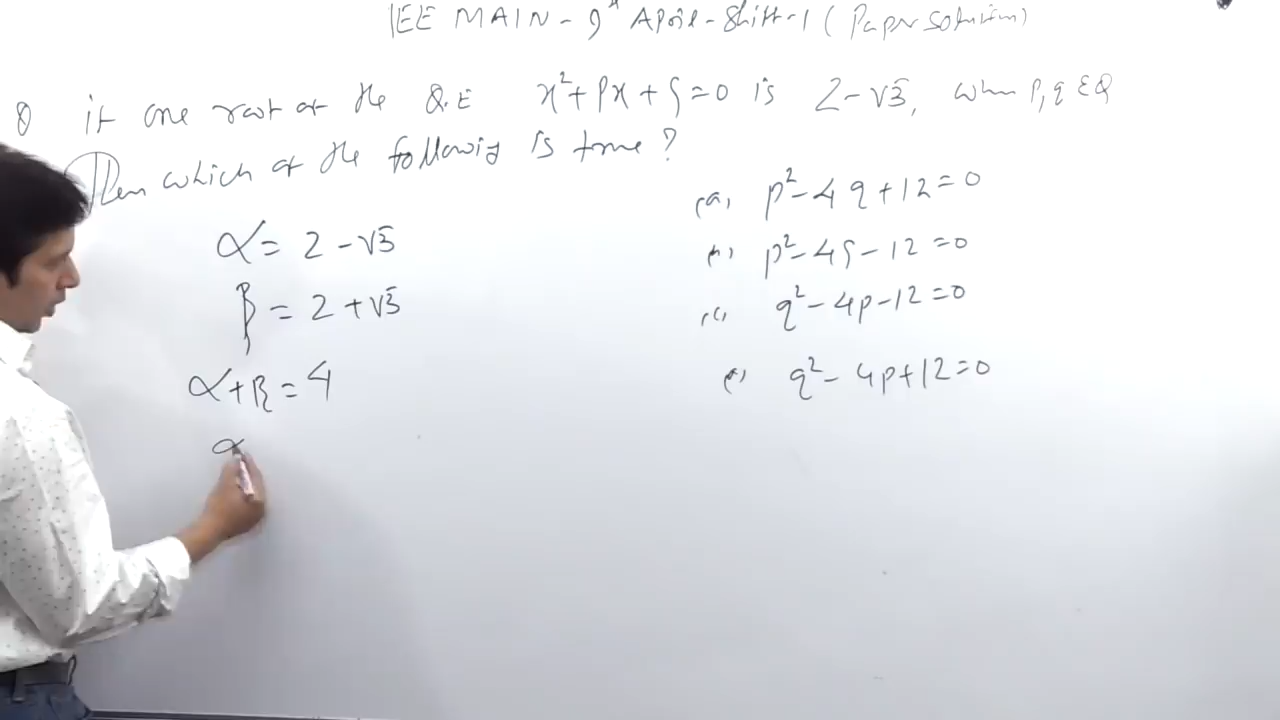 JEE MAIN - 9th April - Shift-1 (Paper solution)
Q if one root of the Q.E x²+px+q=0 is 2-√3, when p,q ∈ Q
Then which of the following is true?
(a) p²-4q+12=0
(b) p²-4q-12=0
(c) q²-4p-12=0
q²-4p+12=0
α = 2-√3
β = 2+√3
α+β = 4
α